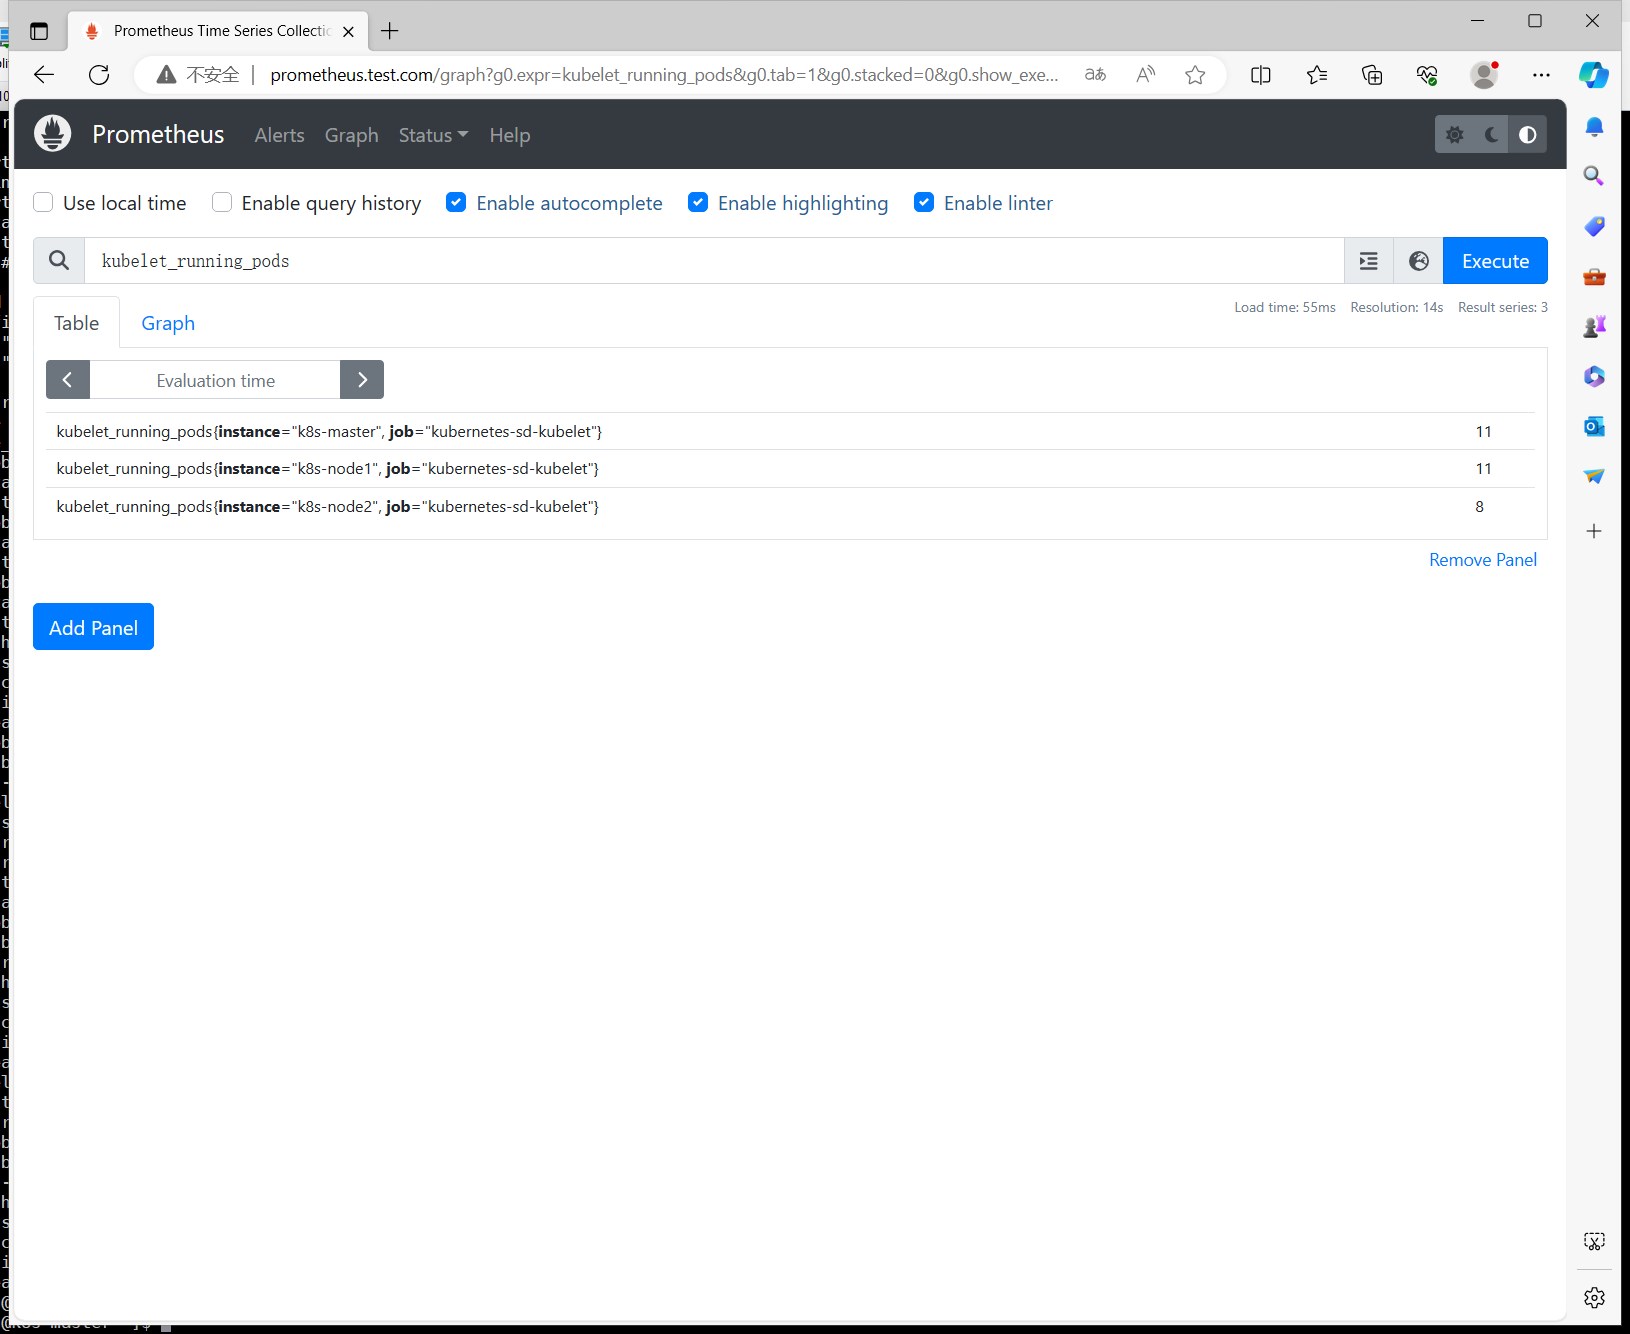 Prometheus Time Series Collectio
不安全 | prometheus.test.com/graph?g0.expr=kubelet_running_pods&g0.tab=1&g0.stacked=0&g0.show_exe...
Prometheus Alerts Graph Status Help
Use local time Enable query history Enable autocomplete Enable highlighting Enable linter
kubelet_running_pods Execute
Table Graph Load time: 55ms Resolution: 14s Result series: 3
Evaluation time
kubelet_running_pods{instance="k8s-master", job="kubernetes-sd-kubelet"} 11
kubelet_running_pods{instance="k8s-node1", job="kubernetes-sd-kubelet"} 11
kubelet_running_pods{instance="k8s-node2", job="kubernetes-sd-kubelet"} 8
Remove Panel
Add Panel